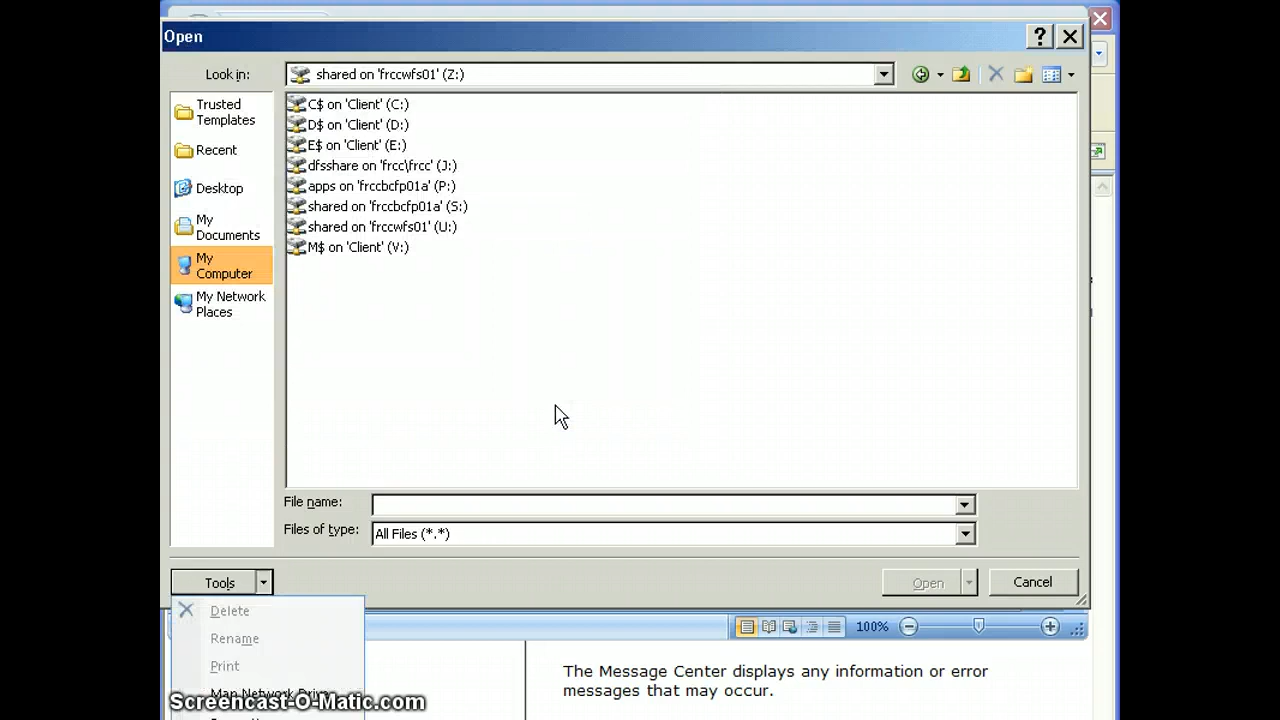 Open
Look in:
shared on 'frccwfs01' (Z:)
Trusted
Templates
Recent
Desktop
My
Documents
My
Computer
My Network
Places
C$ on 'Client' (C:)
D$ on 'Client' (D:)
E$ on 'Client' (E:)
dfsshare on 'frcc\frcc' (J:)
apps on 'frccbcfp01a' (P:)
shared on 'frccbcfp01a' (S:)
shared on 'frccwfs01' (U:)
M$ on 'Client' (V:)
File name:
Files of type:
All Files (*.*)
Tools
Open
Cancel
Delete
Rename
Print
Map Network Drive
100%
The Message Center displays any information or error
messages that may occur.
Screencast-O-Matic.com